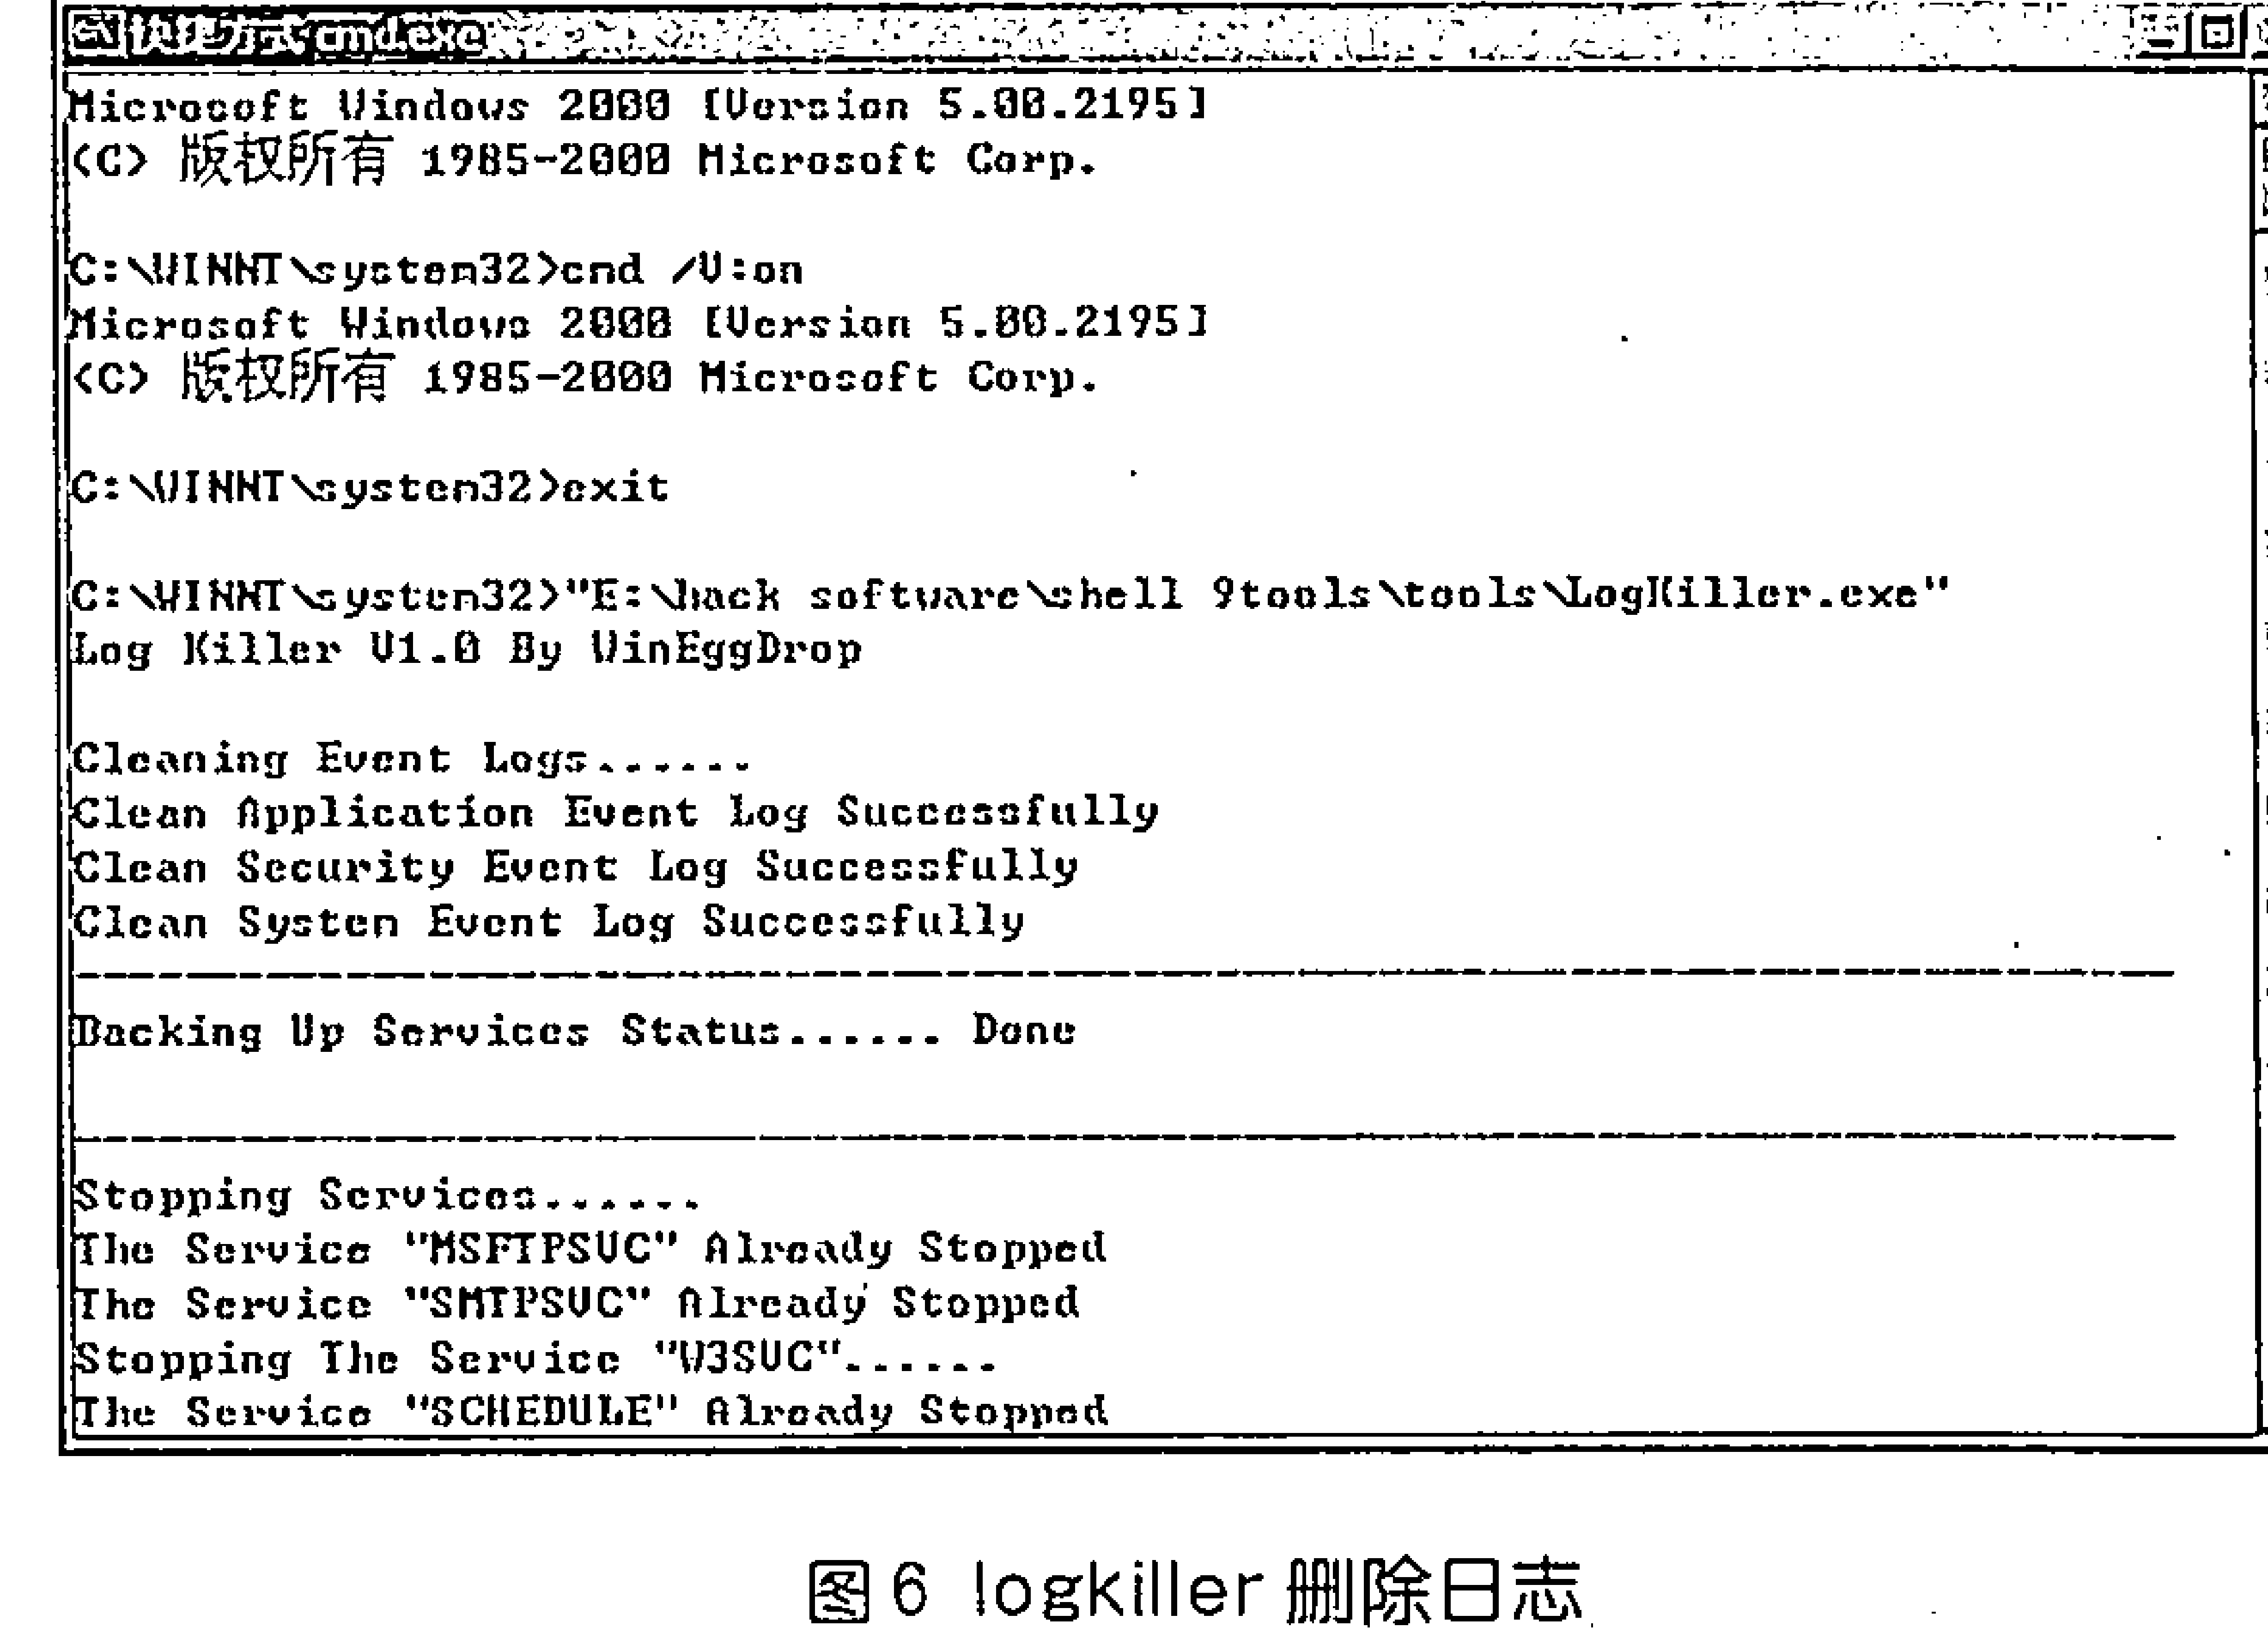 快捷方式 cmd.exe
Microsoft Windows 2000 [Version 5.00.2195]
(C) 版权所有 1985-2000 Microsoft Corp.
C:\WINNT\system32>cmd /V:on
Microsoft Windows 2000 [Version 5.00.2195]
(C) 版权所有 1985-2000 Microsoft Corp.
C:\WINNT\system32>exit
C:\WINNT\system32>"E:\hack software\shell 9tools\tools\LogKiller.exe"
Log Killer V1.0 By WinEggDrop
Cleaning Event Logs......
Clean Application Event Log Successfully
Clean Security Event Log Successfully
Clean System Event Log Successfully
Backing Up Services Status...... Done
Stopping Services......
The Service "MSFTPSVC" Already Stopped
The Service "SMTPSVC" Already Stopped
Stopping The Service "W3SVC"......
The Service "SCHEDULE" Already Stopped
图 6 logkiller 删除日志